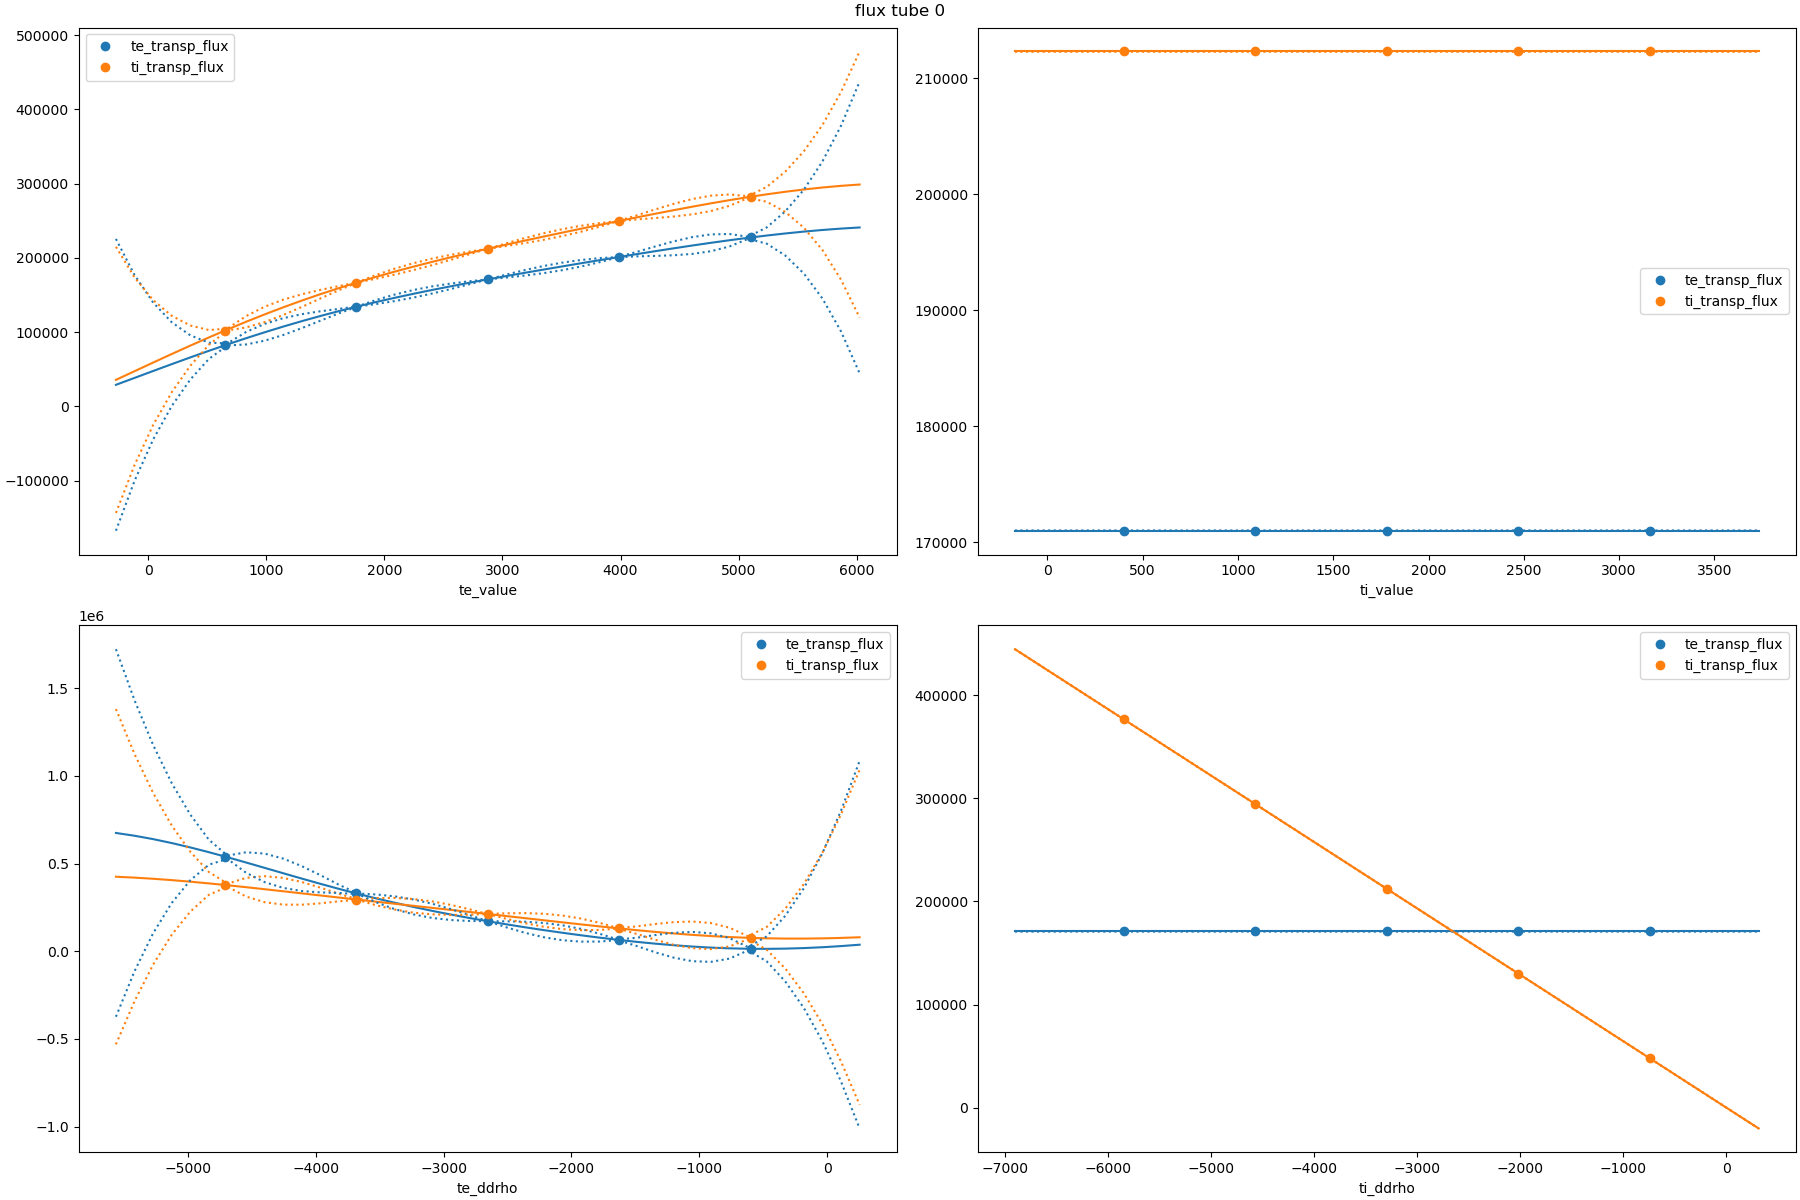 flux tube 0
500000
400000
300000
200000
100000
0
−100000
te_transp_flux
ti_transp_flux
0 1000 2000 3000 4000 5000 6000
te_value
210000
200000
190000
180000
170000
te_transp_flux
ti_transp_flux
0 500 1000 1500 2000 2500 3000 3500
ti_value
1e6
1.5
1.0
0.5
0.0
−0.5
−1.0
te_transp_flux
ti_transp_flux
−5000 −4000 −3000 −2000 −1000 0
te_ddrho
400000
300000
200000
100000
0
te_transp_flux
ti_transp_flux
−7000 −6000 −5000 −4000 −3000 −2000 −1000 0
ti_ddrho